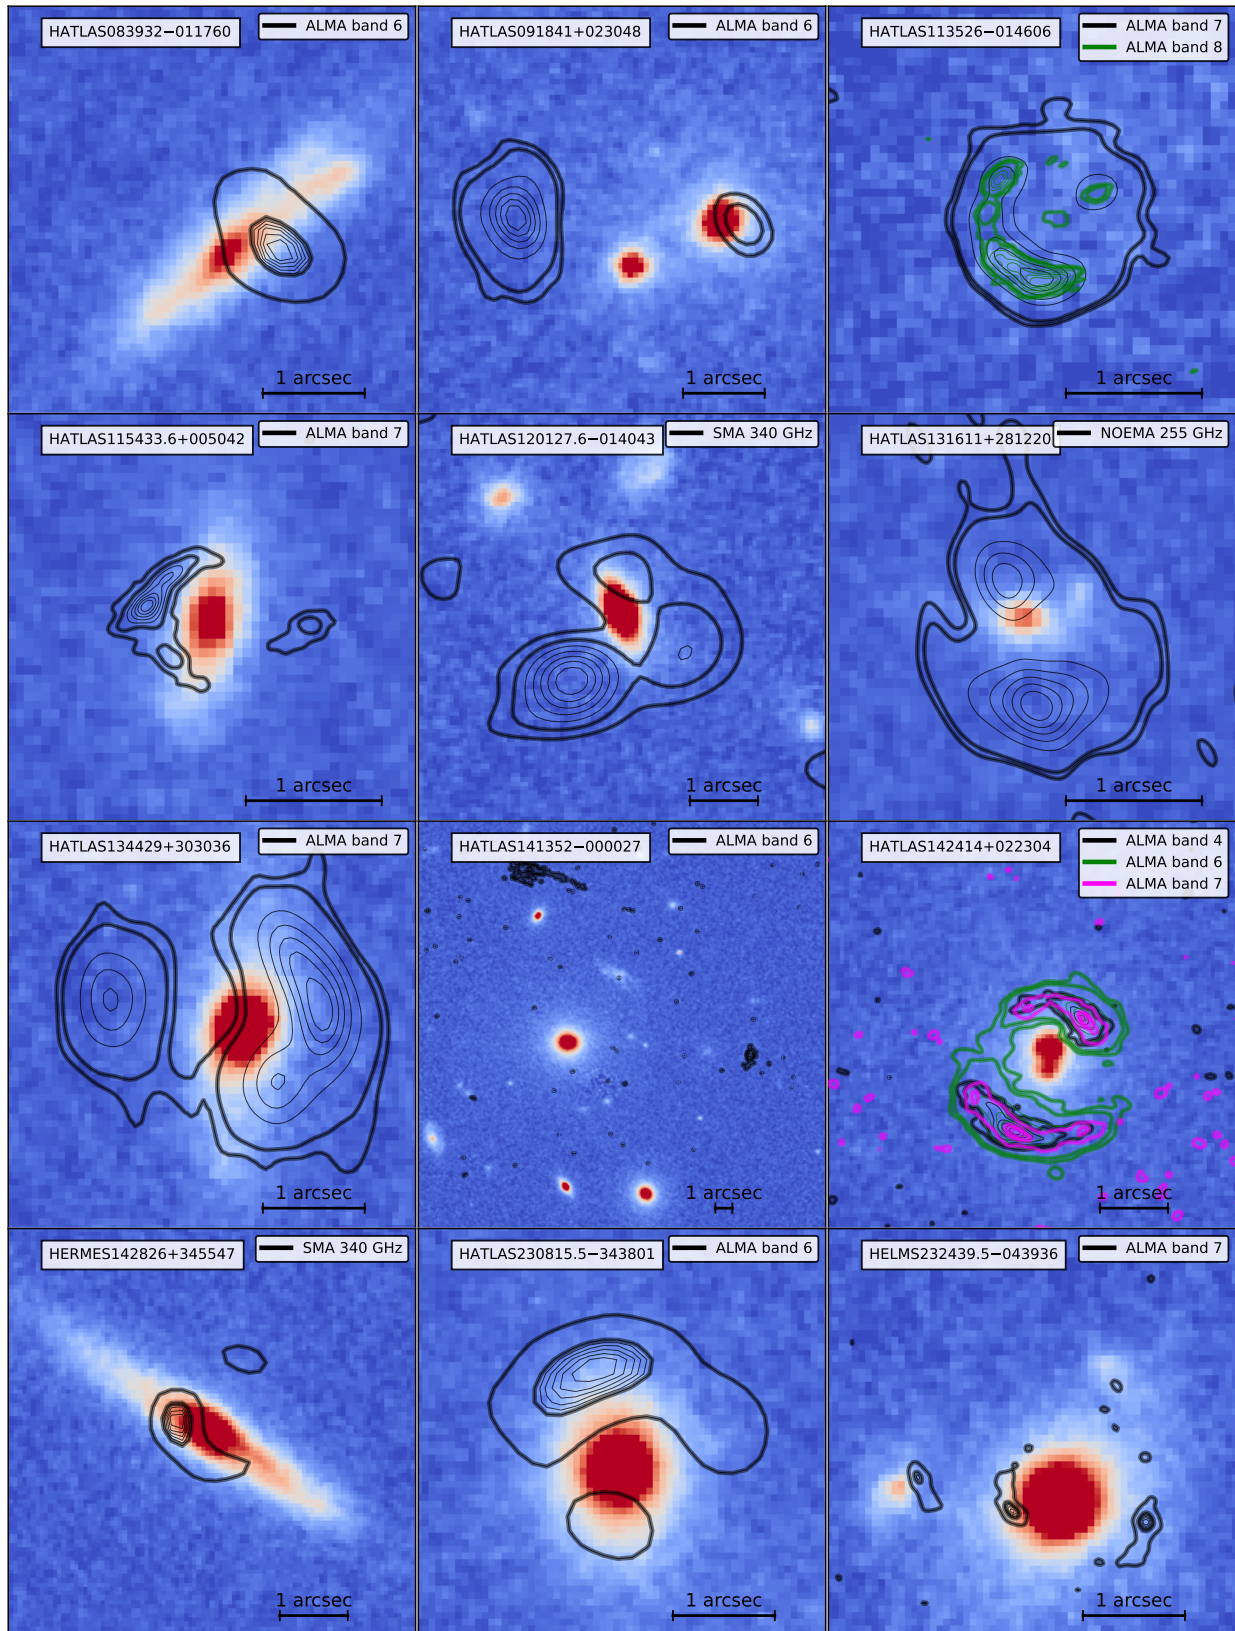 HATLAS083932−011760
ALMA band 6
1 arcsec
HATLAS091841+023048
ALMA band 6
1 arcsec
HATLAS113526−014606
ALMA band 7
ALMA band 8
1 arcsec
HATLAS115433.6+005042
ALMA band 7
1 arcsec
HATLAS120127.6−014043
SMA 340 GHz
1 arcsec
HATLAS131611+281220
NOEMA 255 GHz
1 arcsec
HATLAS134429+303036
ALMA band 7
1 arcsec
HATLAS141352−000027
ALMA band 6
1 arcsec
HATLAS142414+022304
ALMA band 4
ALMA band 6
ALMA band 7
1 arcsec
HERMES142826+345547
SMA 340 GHz
1 arcsec
HATLAS230815.5−343801
ALMA band 6
1 arcsec
HELMS232439.5−043936
ALMA band 7
1 arcsec